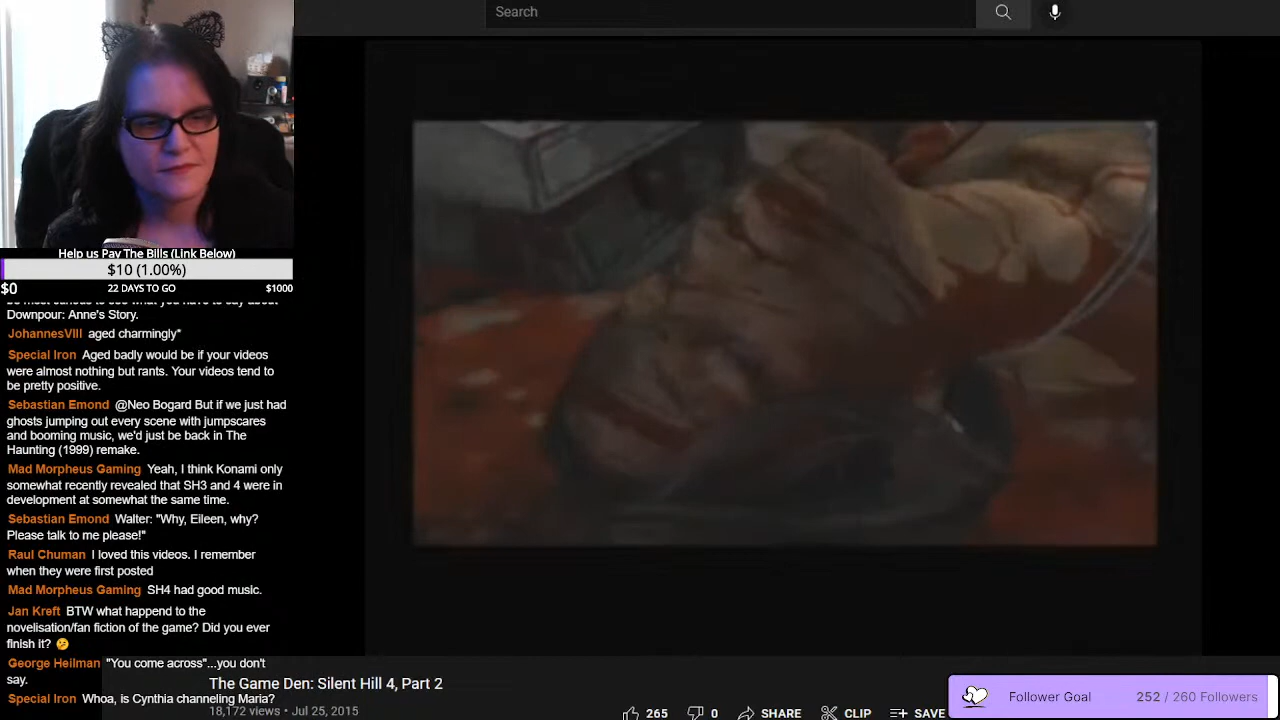 Search
Help us Pay The Bills (Link Below)
$10 (1.00%)
$0 22 DAYS TO GO $1000
Downpour: Anne's Story.
JohannesVIII aged charmingly*
Special Iron Aged badly would be if your videos
were almost nothing but rants. Your videos tend to
be pretty positive.
Sebastian Emond @Neo Bogard But if we just had
ghosts jumping out every scene with jumpscares
and booming music, we'd just be back in The
Haunting (1999) remake.
Mad Morpheus Gaming Yeah, I think Konami only
somewhat recently revealed that SH3 and 4 were in
development at somewhat the same time.
Sebastian Emond Walter: "Why, Eileen, why?
Please talk to me please!"
Raul Chuman I loved this videos. I remember
when they were first posted
Mad Morpheus Gaming SH4 had good music.
Jan Kreft BTW what happend to the
novelisation/fan fiction of the game? Did you ever
finish it? 🤔
George Heilman "You come across"...you don't
say.
Special Iron Whoa, is Cynthia channeling Maria?
The Game Den: Silent Hill 4, Part 2
18,172 views • Jul 25, 2015
265 0 SHARE CLIP SAVE
Follower Goal 252 / 260 Followers